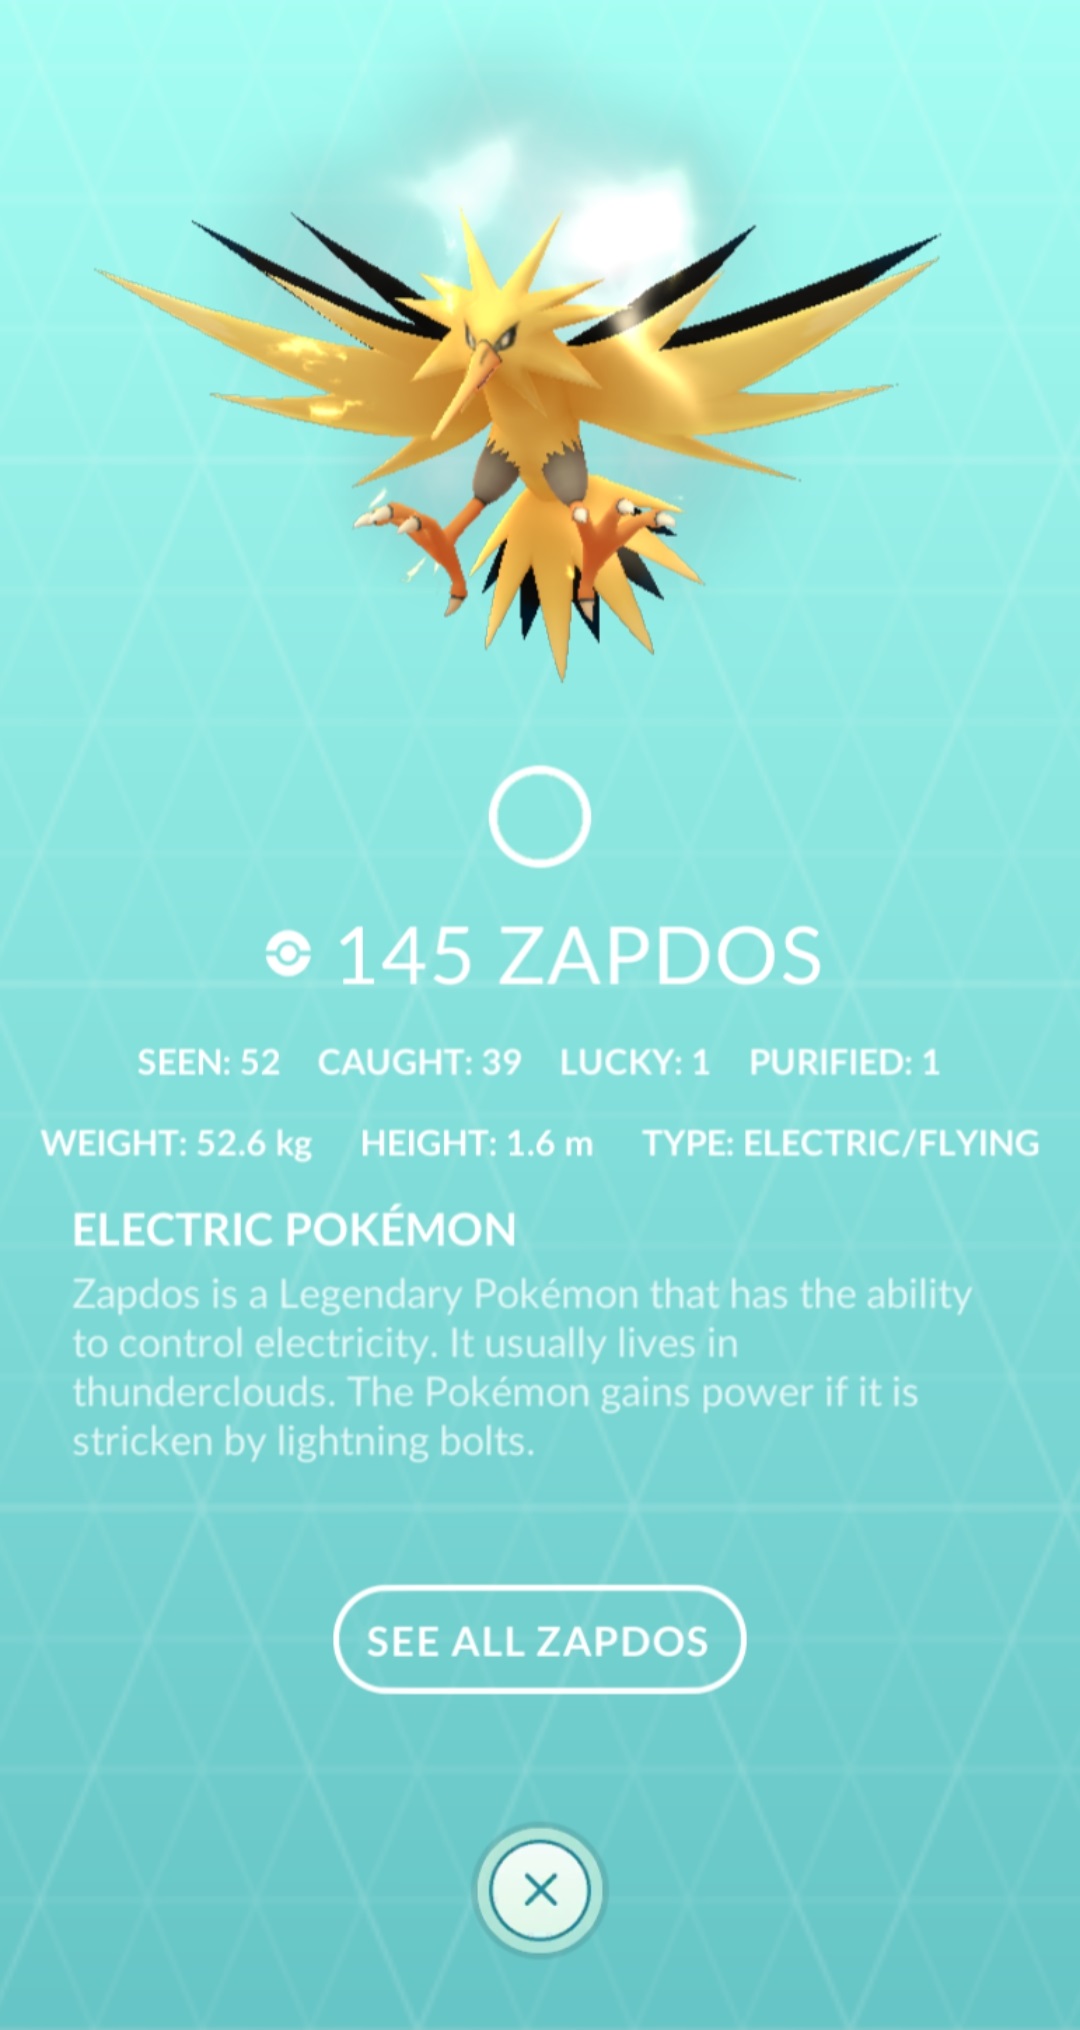 145 ZAPDOS
SEEN: 52 CAUGHT: 39 LUCKY: 1 PURIFIED: 1
WEIGHT: 52.6 kg HEIGHT: 1.6 m TYPE: ELECTRIC/FLYING
ELECTRIC POKÉMON
Zapdos is a Legendary Pokémon that has the ability
to control electricity. It usually lives in
thunderclouds. The Pokémon gains power if it is
stricken by lightning bolts.
SEE ALL ZAPDOS